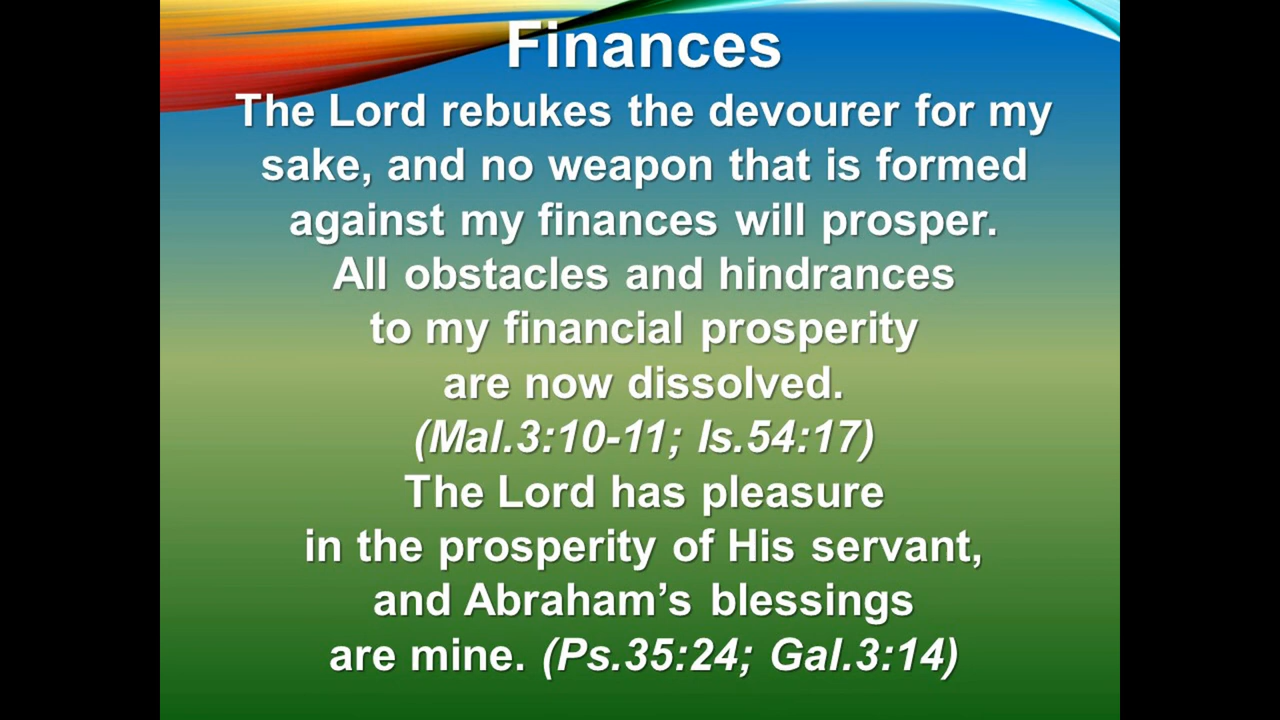 Finances
The Lord rebukes the devourer for my
sake, and no weapon that is formed
against my finances will prosper.
All obstacles and hindrances
to my financial prosperity
are now dissolved.
(Mal.3:10-11; Is.54:17)
The Lord has pleasure
in the prosperity of His servant,
and Abraham’s blessings
are mine. (Ps.35:24; Gal.3:14)